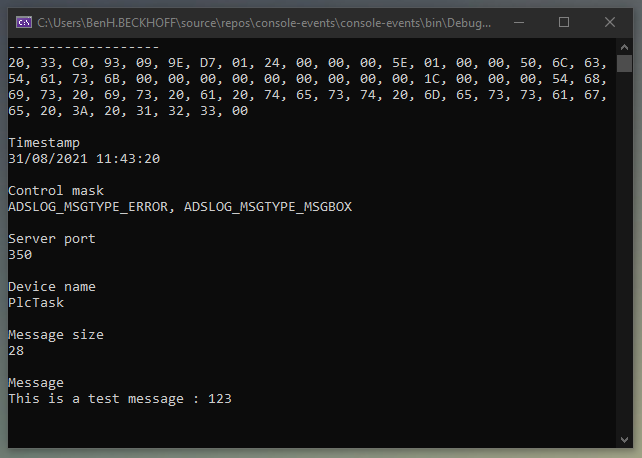 C:\Users\BenH.BECKHOFF\source\repos\console-events\console-events\bin\Debug...
-------------------
20, 33, C0, 93, 09, 9E, D7, 01, 24, 00, 00, 00, 5E, 01, 00, 00, 50, 6C, 63,
54, 61, 73, 6B, 00, 00, 00, 00, 00, 00, 00, 00, 00, 1C, 00, 00, 00, 54, 68,
69, 73, 20, 69, 73, 20, 61, 20, 74, 65, 73, 74, 20, 6D, 65, 73, 73, 61, 67,
65, 20, 3A, 20, 31, 32, 33, 00
Timestamp
31/08/2021 11:43:20
Control mask
ADSLOG_MSGTYPE_ERROR, ADSLOG_MSGTYPE_MSGBOX
Server port
350
Device name
PlcTask
Message size
28
Message
This is a test message : 123